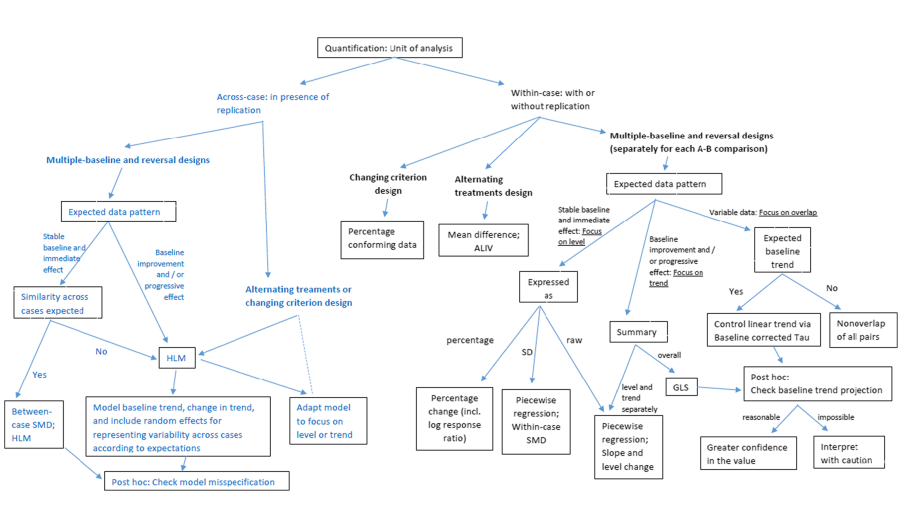 Quantification: Unit of analysis
Across-case: in presence of
replication
Within-case: with or
without replication
Multiple-baseline and reversal designs
Multiple-baseline and reversal designs
(separately for each A-B comparison)
Changing criterion
design
Alternating
treatments design
Expected data pattern
Expected data pattern
Stable
baseline and
immediate
effect
Baseline
improvement
and / or
progressive
effect
Percentage
conforming data
Mean difference;
ALIV
Stable baseline
and immediate
effect: Focus
on level
Baseline
improvement and /
or progressive
effect: Focus on
trend
Variable data: Focus on overlap
Expected
baseline
trend
Similarity across
cases expected
Alternating treaments or
changing criterion design
Expressed
as
Yes
No
No
HLM
Yes
percentage
SD
raw
Summary
overall
Control linear trend via
Baseline corrected Tau
Nonoverlap
of all pairs
level and
trend
separately
GLS
Post hoc:
Check baseline trend projection
Between-
case SMD;
HLM
Model baseline trend, change in trend,
and include random effects for
representing variability across cases
according to expectations
Adapt model
to focus on
level or trend
Percentage
change (incl.
log response
ratio)
Piecewise
regression;
Within-case
SMD
Piecewise
regression;
Slope and
level change
reasonable
impossible
Greater confidence
in the value
Interpret
with caution
Post hoc: Check model misspecification